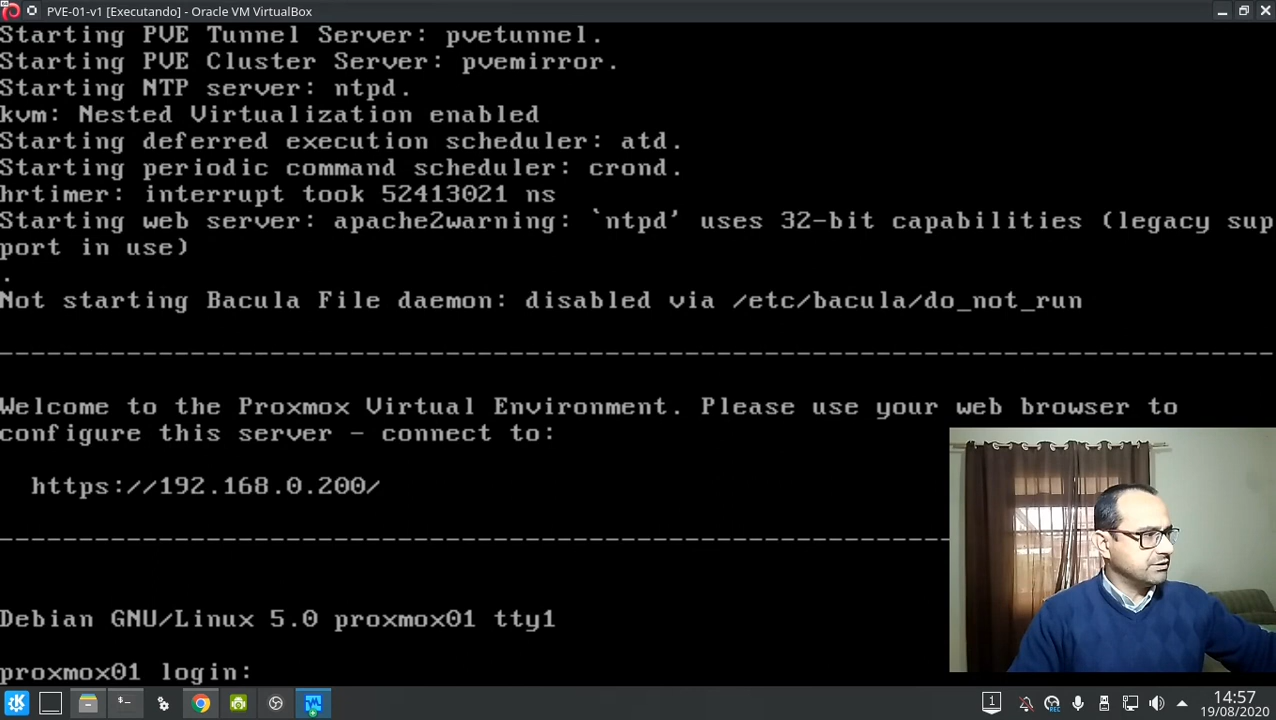 PVE-01-v1 [Executando] - Oracle VM VirtualBox
Starting PVE Tunnel Server: pvetunnel.
Starting PVE Cluster Server: pvemirror.
Starting NTP server: ntpd.
kvm: Nested Virtualization enabled
Starting deferred execution scheduler: atd.
Starting periodic command scheduler: crond.
hrtimer: interrupt took 52413021 ns
Starting web server: apache2warning: `ntpd' uses 32-bit capabilities (legacy sup
port in use)
.
Not starting Bacula File daemon: disabled via /etc/bacula/do_not_run
--------------------------------------------------------------------------------
Welcome to the Proxmox Virtual Environment. Please use your web browser to
configure this server - connect to:
https://192.168.0.200/
------------------------------------------------------------
Debian GNU/Linux 5.0 proxmox01 tty1
proxmox01 login:
1
REC
14:57
19/08/2020